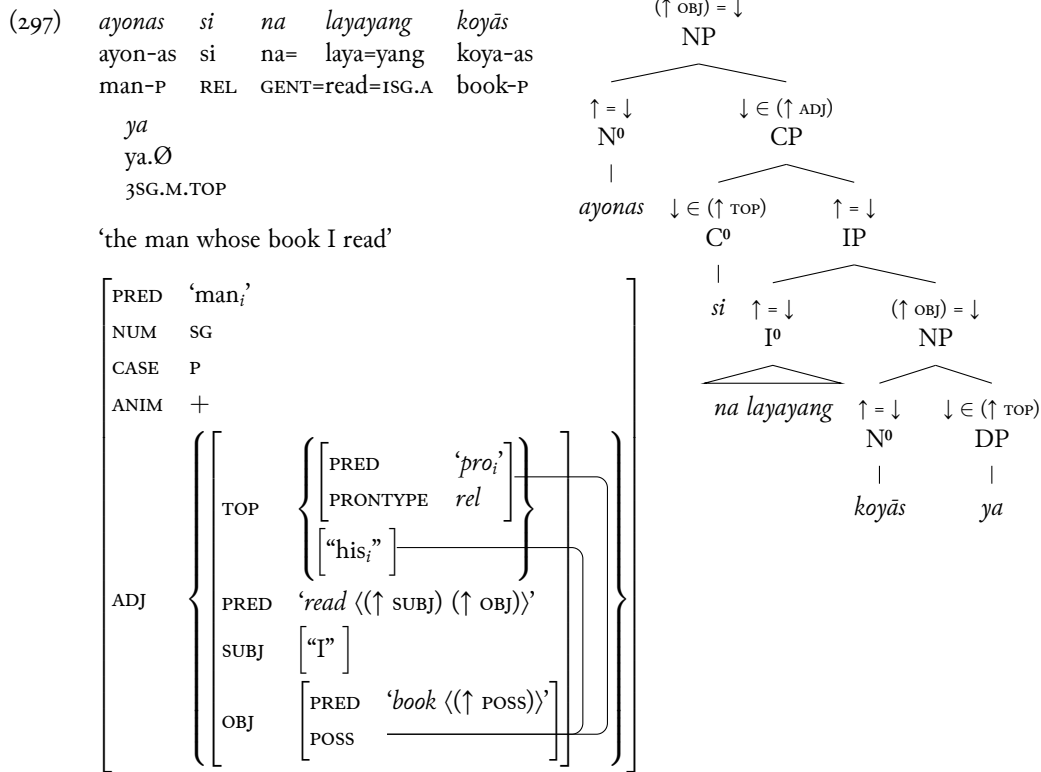 (297) ayonas si na layayang koyās
ayon-as si na= laya=yang koya-as
man-P REL GENT=read=1SG.A book-P
ya
ya.Ø
3SG.M.TOP
‘the man whose book I read’
PRED ‘manᵢ’
NUM SG
CASE P
ANIM +
ADJ
TOP
PRED ‘proᵢ’
PRONTYPE rel
“hisᵢ”
PRED ‘read ⟨(↑ SUBJ) (↑ OBJ)⟩’
SUBJ “I”
OBJ
PRED ‘book ⟨(↑ POSS)⟩’
POSS
(↑ OBJ) = ↓
NP
↑ = ↓ ↓ ∈ (↑ ADJ)
N⁰ CP
ayonas ↓ ∈ (↑ TOP) ↑ = ↓
C⁰ IP
si ↑ = ↓ (↑ OBJ) = ↓
I⁰ NP
na layayang ↑ = ↓ ↓ ∈ (↑ TOP)
N⁰ DP
koyās ya